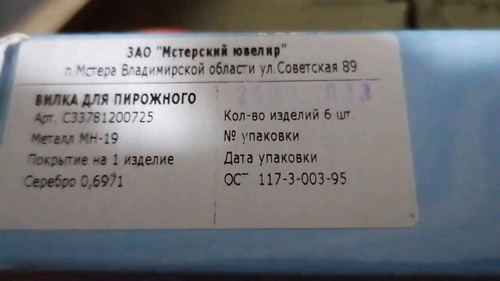 ЗАО "Мстерский ювелир"
п.Мстера Владимирской области ул.Советская 89
ВИЛКА ДЛЯ ПИРОЖНОГО
Арт. С33781200725
Металл МН-19
Покрытие на 1 изделие
Серебро 0,6971
Кол-во изделий 6 шт
№ упаковки
Дата упаковки
ОСТ 117-3-003-95